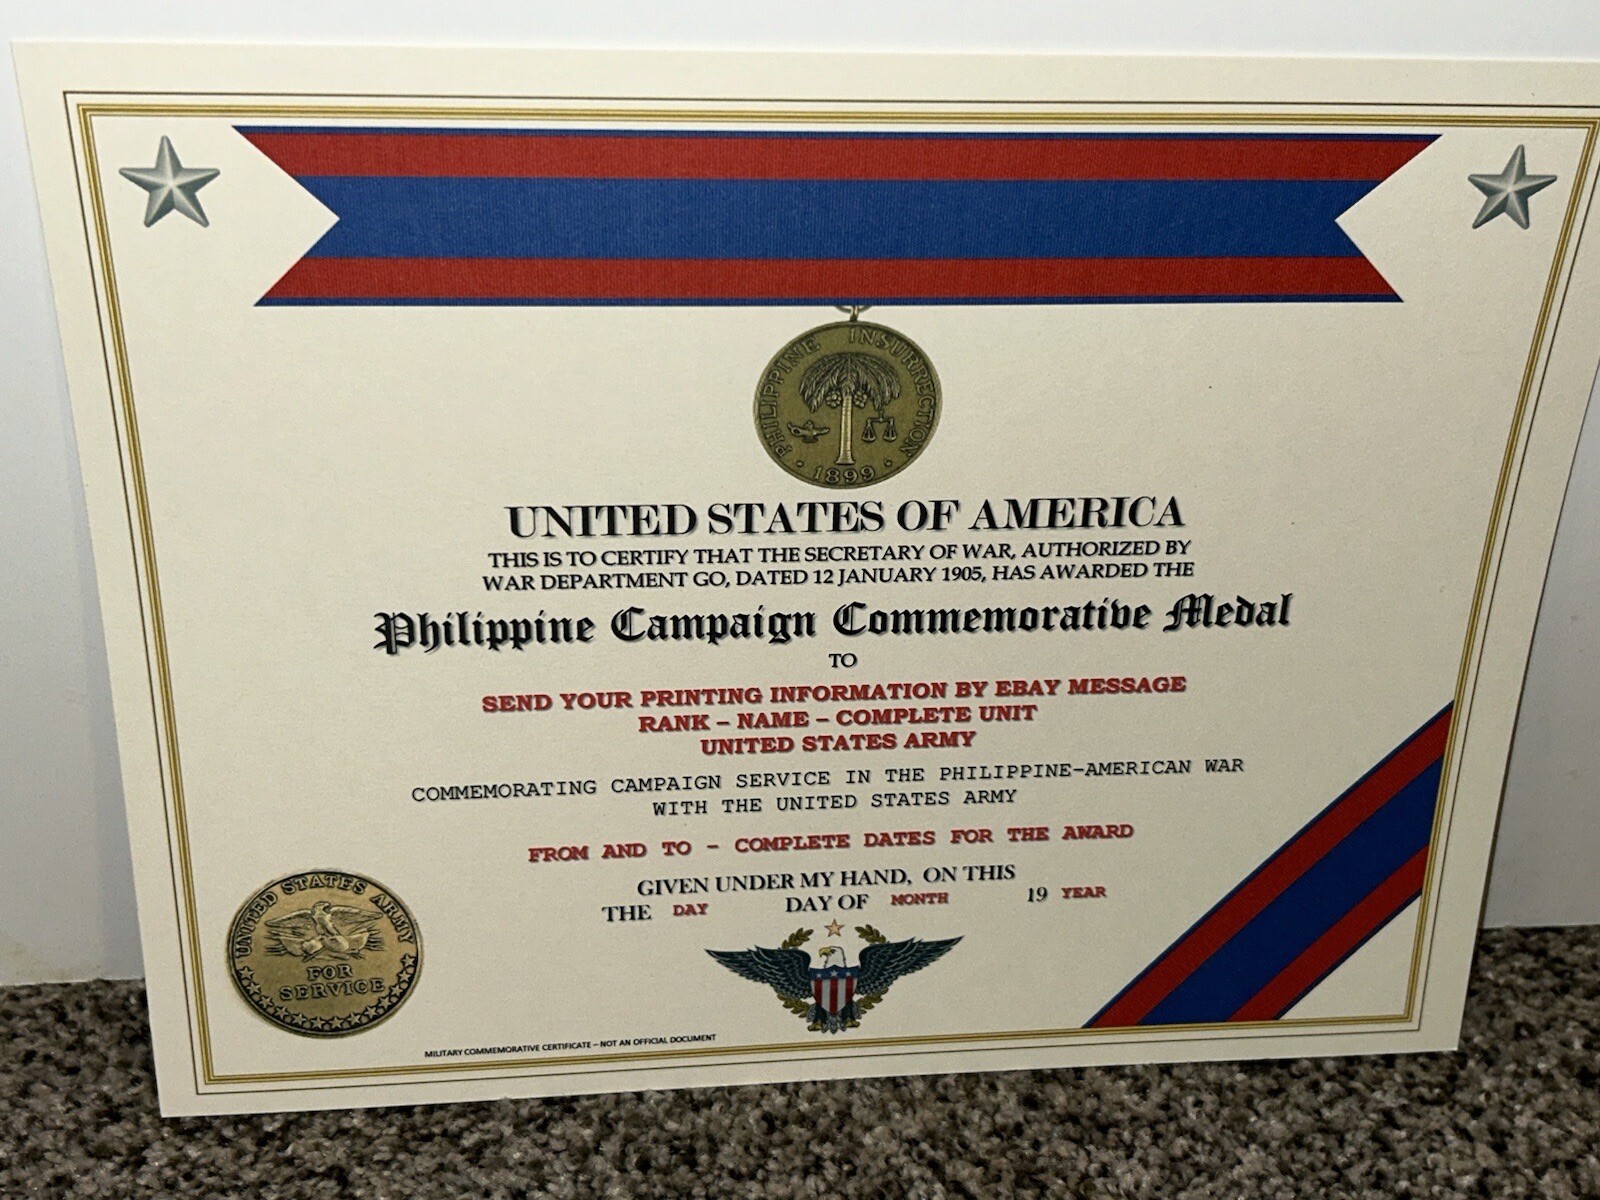 PHILIPPINE INSURRECTION
· 1899 ·
UNITED STATES OF AMERICA
THIS IS TO CERTIFY THAT THE SECRETARY OF WAR, AUTHORIZED BY
WAR DEPARTMENT GO, DATED 12 JANUARY 1905, HAS AWARDED THE
Philippine Campaign Commemorative Medal
TO
SEND YOUR PRINTING INFORMATION BY EBAY MESSAGE
RANK – NAME – COMPLETE UNIT
UNITED STATES ARMY
COMMEMORATING CAMPAIGN SERVICE IN THE PHILIPPINE-AMERICAN WAR
WITH THE UNITED STATES ARMY
FROM AND TO - COMPLETE DATES FOR THE AWARD
GIVEN UNDER MY HAND, ON THIS
THE DAY DAY OF MONTH 19 YEAR
UNITED STATES ARMY
FOR
SERVICE
MILITARY COMMEMORATIVE CERTIFICATE – NOT AN OFFICIAL DOCUMENT